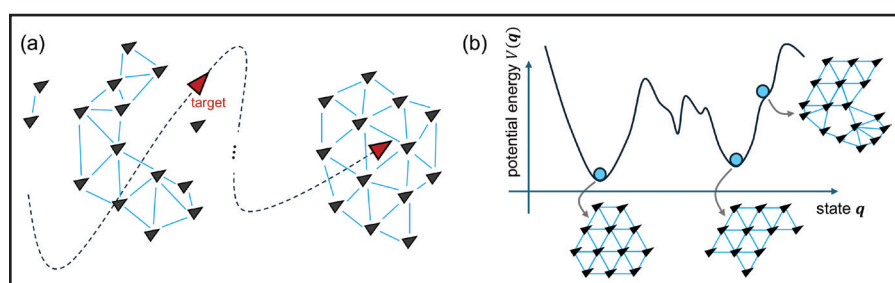 (a)
target
(b)
potential energy V(q)
state q